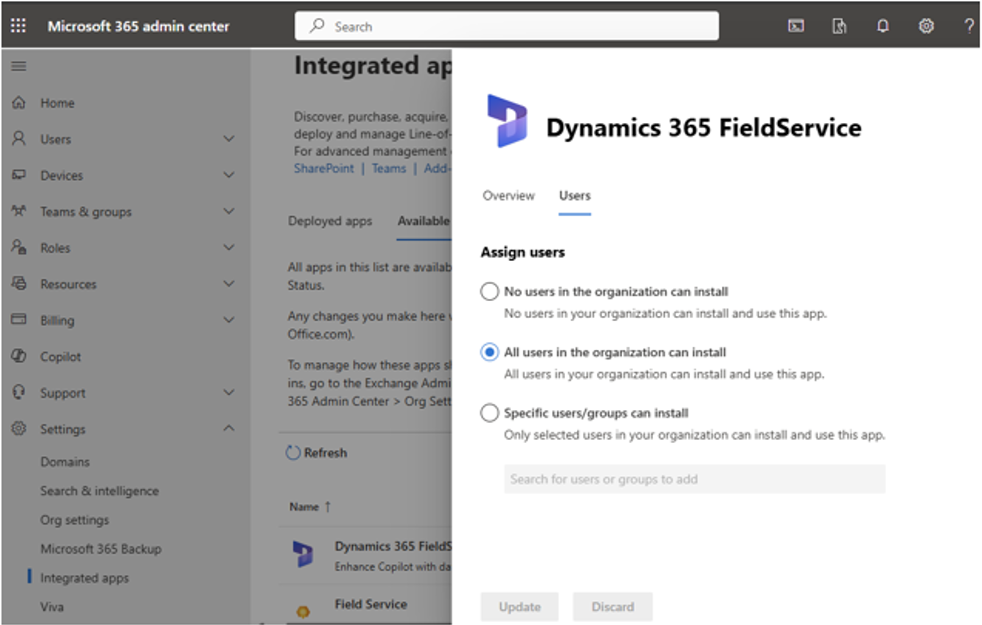 Microsoft 365 admin center
Search
?
Home
Users
Devices
Teams & groups
Roles
Resources
Billing
Copilot
Support
Settings
Domains
Search & intelligence
Org settings
Microsoft 365 Backup
Integrated apps
Viva
Integrated ap
Discover, purchase, acquire,
deploy and manage Line-of-
For advanced management
SharePoint | Teams | Add-
Deployed apps Available
All apps in this list are availab
Status.
Any changes you make here
Office.com).
To manage how these apps sh
ins, go to the Exchange Admi
365 Admin Center > Org Sett
Refresh
Name ↑
Dynamics 365 FieldS
Enhance Copilot with da
Field Service
Dynamics 365 FieldService
Overview Users
Assign users
No users in the organization can install
No users in your organization can install and use this app.
All users in the organization can install
All users in your organization can install and use this app.
Specific users/groups can install
Only selected users in your organization can install and use this app.
Search for users or groups to add
Update Discard